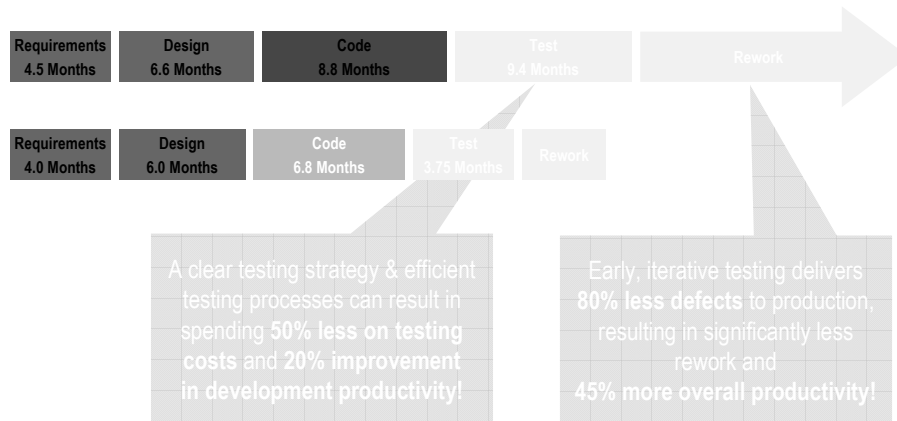 Requirements
4.5 Months
Design
6.6 Months
Code
8.8 Months
Test
9.4 Months
Rework
Requirements
4.0 Months
Design
6.0 Months
Code
6.8 Months
Test
3.75 Months
Rework
A clear testing strategy & efficient
testing processes can result in
spending 50% less on testing
costs and 20% improvement
in development productivity!
Early, iterative testing delivers
80% less defects to production,
resulting in significantly less
rework and
45% more overall productivity!